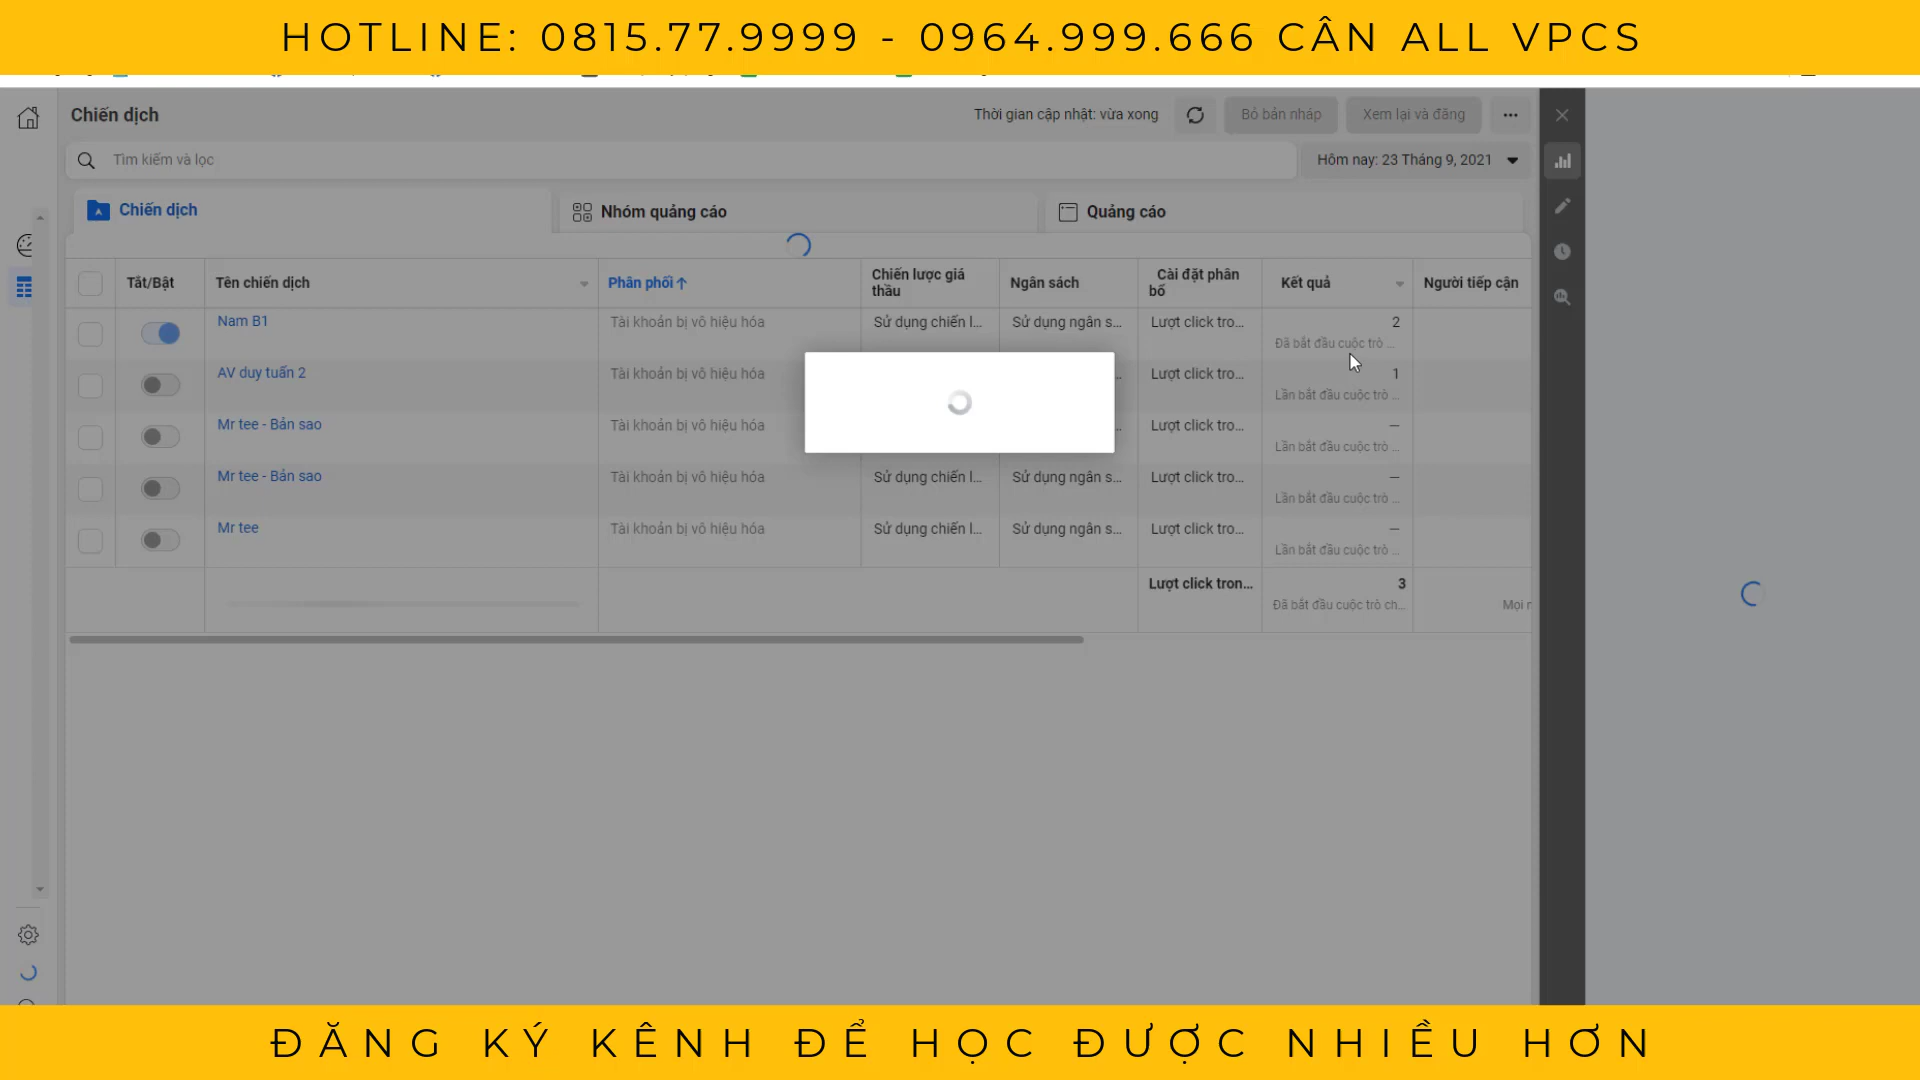 HOTLINE: 0815.77.9999 - 0964.999.666 CÂN ALL VPCS
Chiến dịch
Thời gian cập nhật: vừa xong
Bỏ bản nháp
Xem lại và đăng
Tìm kiếm và lọc
Hôm nay: 23 Tháng 9, 2021
Chiến dịch
Nhóm quảng cáo
Quảng cáo
Tắt/Bật
Tên chiến dịch
Phân phối
Chiến lược giá
thầu
Ngân sách
Cài đặt phân
bổ
Kết quả
Người tiếp cận
Nam B1
Tài khoản bị vô hiệu hóa
Sử dụng chiến l...
Sử dụng ngân s...
Lượt click tro...
2
Đã bắt đầu cuộc trò ...
AV duy tuấn 2
Tài khoản bị vô hiệu hóa
Lượt click tro...
1
Lần bắt đầu cuộc trò ...
Mr tee - Bản sao
Tài khoản bị vô hiệu hóa
Lượt click tro...
—
Lần bắt đầu cuộc trò ...
Mr tee - Bản sao
Tài khoản bị vô hiệu hóa
Sử dụng chiến l...
Sử dụng ngân s...
Lượt click tro...
—
Lần bắt đầu cuộc trò ...
Mr tee
Tài khoản bị vô hiệu hóa
Sử dụng chiến l...
Sử dụng ngân s...
Lượt click tro...
—
Lần bắt đầu cuộc trò ...
Lượt click tron...
3
Đã bắt đầu cuộc trò ch...
Mọi
ĐĂNG KÝ KÊNH ĐỂ HỌC ĐƯỢC NHIỀU HƠN